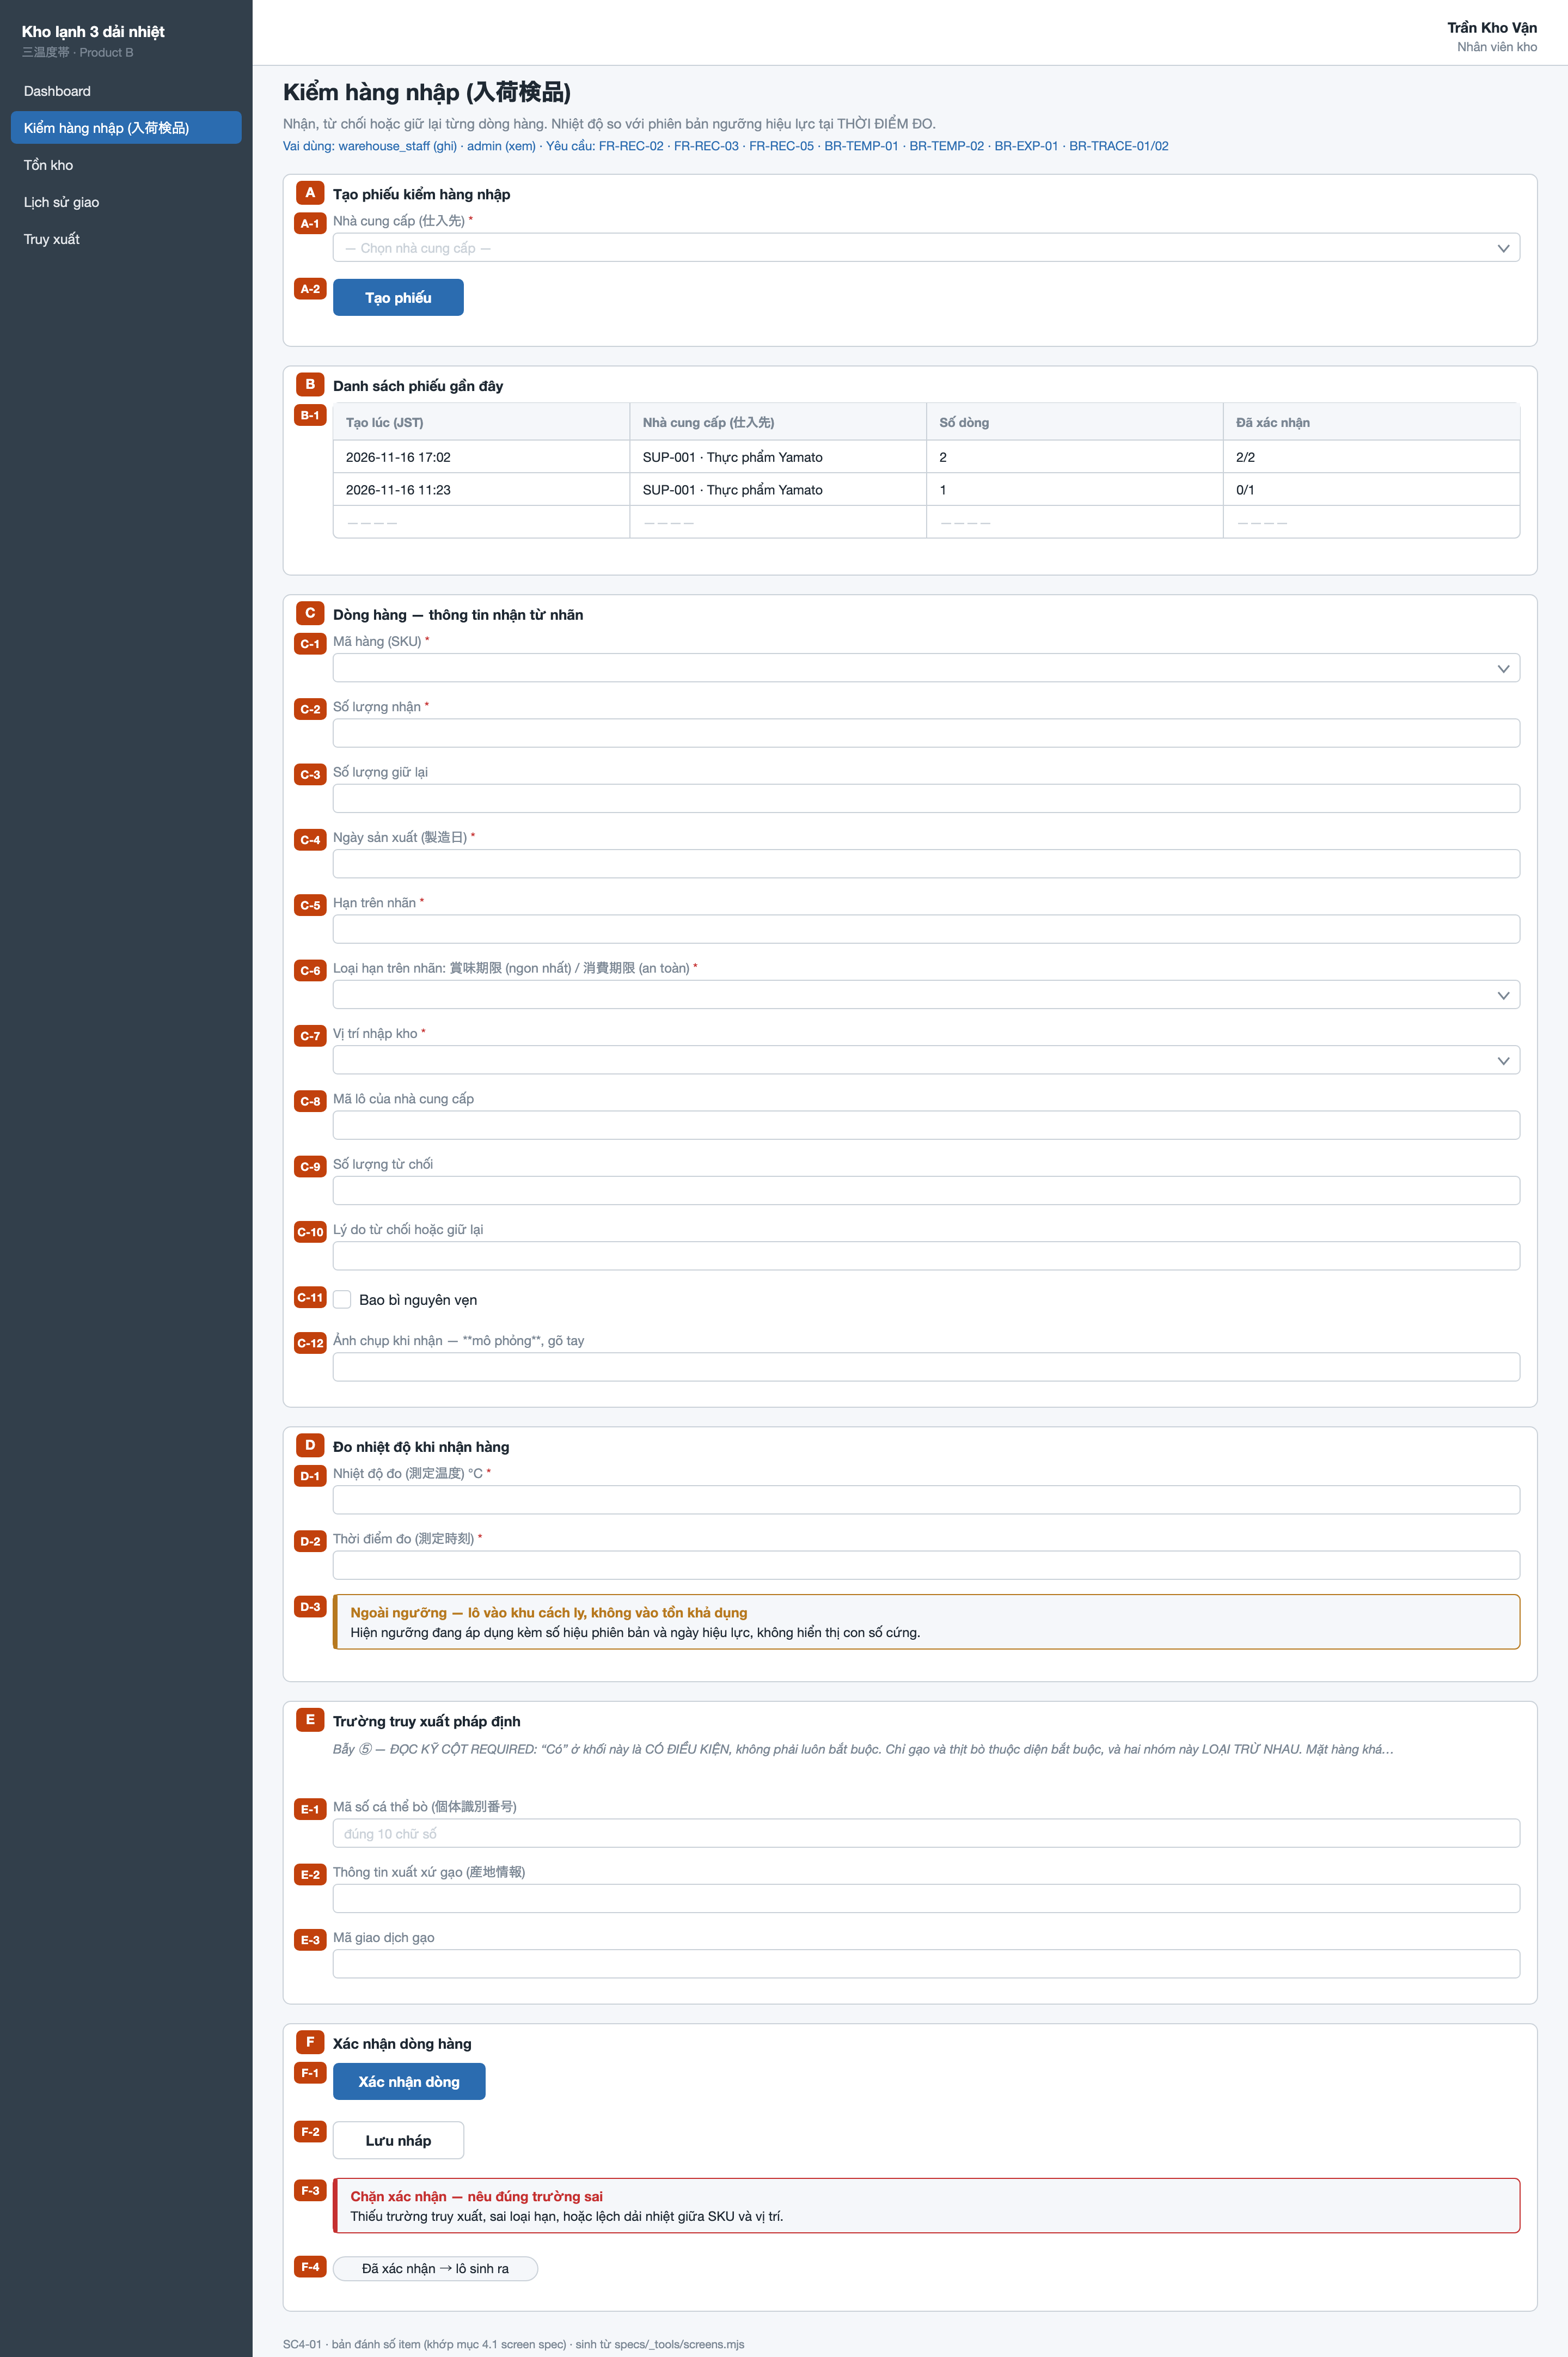 Kho lạnh 3 dải nhiệt
三温度帯 · Product B
Dashboard
Kiểm hàng nhập (入荷検品)
Tồn kho
Lịch sử giao
Truy xuất
Trần Kho Vận
Nhân viên kho
Kiểm hàng nhập (入荷検品)
Nhận, từ chối hoặc giữ lại từng dòng hàng. Nhiệt độ so với phiên bản ngưỡng hiệu lực tại THỜI ĐIỂM ĐO.
Vai dùng: warehouse_staff (ghi) · admin (xem) · Yêu cầu: FR-REC-02 · FR-REC-03 · FR-REC-05 · BR-TEMP-01 · BR-TEMP-02 · BR-EXP-01 · BR-TRACE-01/02
A Tạo phiếu kiểm hàng nhập
A-1 Nhà cung cấp (仕入先) *
— Chọn nhà cung cấp —
A-2 Tạo phiếu
B Danh sách phiếu gần đây
B-1 Tạo lúc (JST) Nhà cung cấp (仕入先) Số dòng Đã xác nhận
2026-11-16 17:02 SUP-001 · Thực phẩm Yamato 2 2/2
2026-11-16 11:23 SUP-001 · Thực phẩm Yamato 1 0/1
———— ———— ———— ————
C Dòng hàng — thông tin nhận từ nhãn
C-1 Mã hàng (SKU) *
C-2 Số lượng nhận *
C-3 Số lượng giữ lại
C-4 Ngày sản xuất (製造日) *
C-5 Hạn trên nhãn *
C-6 Loại hạn trên nhãn: 賞味期限 (ngon nhất) / 消費期限 (an toàn) *
C-7 Vị trí nhập kho *
C-8 Mã lô của nhà cung cấp
C-9 Số lượng từ chối
C-10 Lý do từ chối hoặc giữ lại
C-11 Bao bì nguyên vẹn
C-12 Ảnh chụp khi nhận — **mô phỏng**, gõ tay
D Đo nhiệt độ khi nhận hàng
D-1 Nhiệt độ đo (測定温度) °C *
D-2 Thời điểm đo (測定時刻) *
D-3 Ngoài ngưỡng — lô vào khu cách ly, không vào tồn khả dụng
Hiện ngưỡng đang áp dụng kèm số hiệu phiên bản và ngày hiệu lực, không hiển thị con số cứng.
E Trường truy xuất pháp định
Bẫy ⑤ — ĐỌC KỸ CỘT REQUIRED: “Có” ở khối này là CÓ ĐIỀU KIỆN, không phải luôn bắt buộc. Chỉ gạo và thịt bò thuộc diện bắt buộc, và hai nhóm này LOẠI TRỪ NHAU. Mặt hàng khá…
E-1 Mã số cá thể bò (個体識別番号)
đúng 10 chữ số
E-2 Thông tin xuất xứ gạo (産地情報)
E-3 Mã giao dịch gạo
F Xác nhận dòng hàng
F-1 Xác nhận dòng
F-2 Lưu nháp
F-3 Chặn xác nhận — nêu đúng trường sai
Thiếu trường truy xuất, sai loại hạn, hoặc lệch dải nhiệt giữa SKU và vị trí.
F-4 Đã xác nhận → lô sinh ra
SC4-01 · bản đánh số item (khớp mục 4.1 screen spec) · sinh từ specs/_tools/screens.mjs